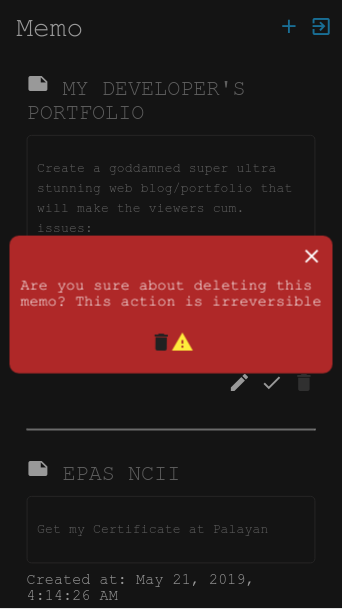 Memo
MY DEVELOPER'S
PORTFOLIO
Create a goddamned super ultra
stunning web blog/portfolio that
will make the viewers cum.
issues:
Are you sure about deleting this
memo? This action is irreversible
EPAS NCII
Get my Certificate at Palayan
Created at: May 21, 2019,
4:14:26 AM